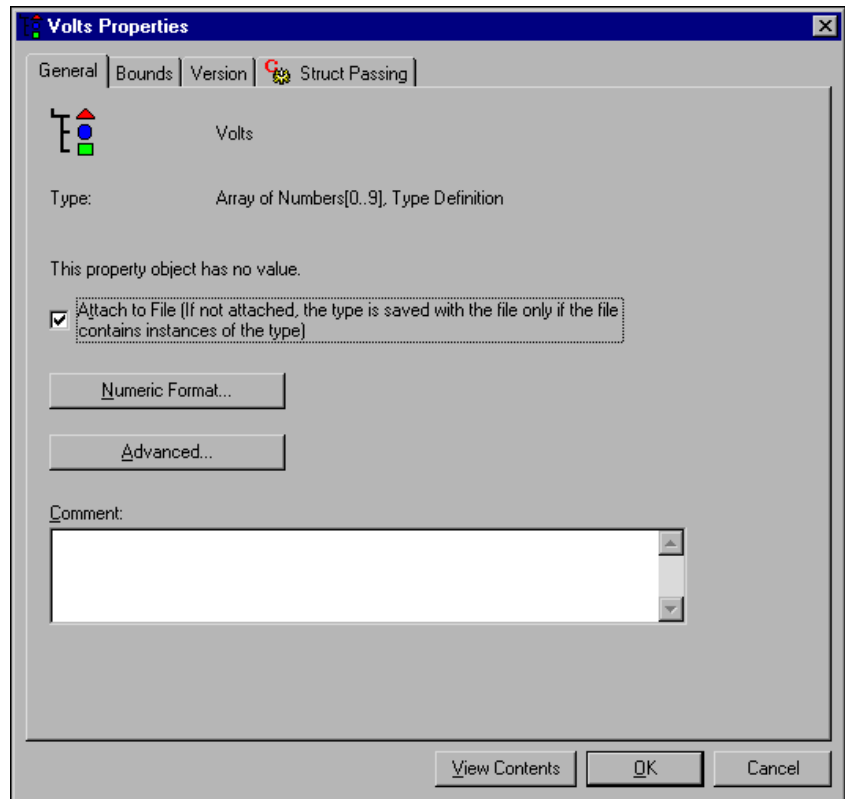 Volts Properties
General Bounds Version C Struct Passing
Volts
Type: Array of Numbers[0..9], Type Definition
This property object has no value.
Attach to File (If not attached, the type is saved with the file only if the file
contains instances of the type)
Numeric Format...
Advanced...
Comment:
View Contents OK Cancel